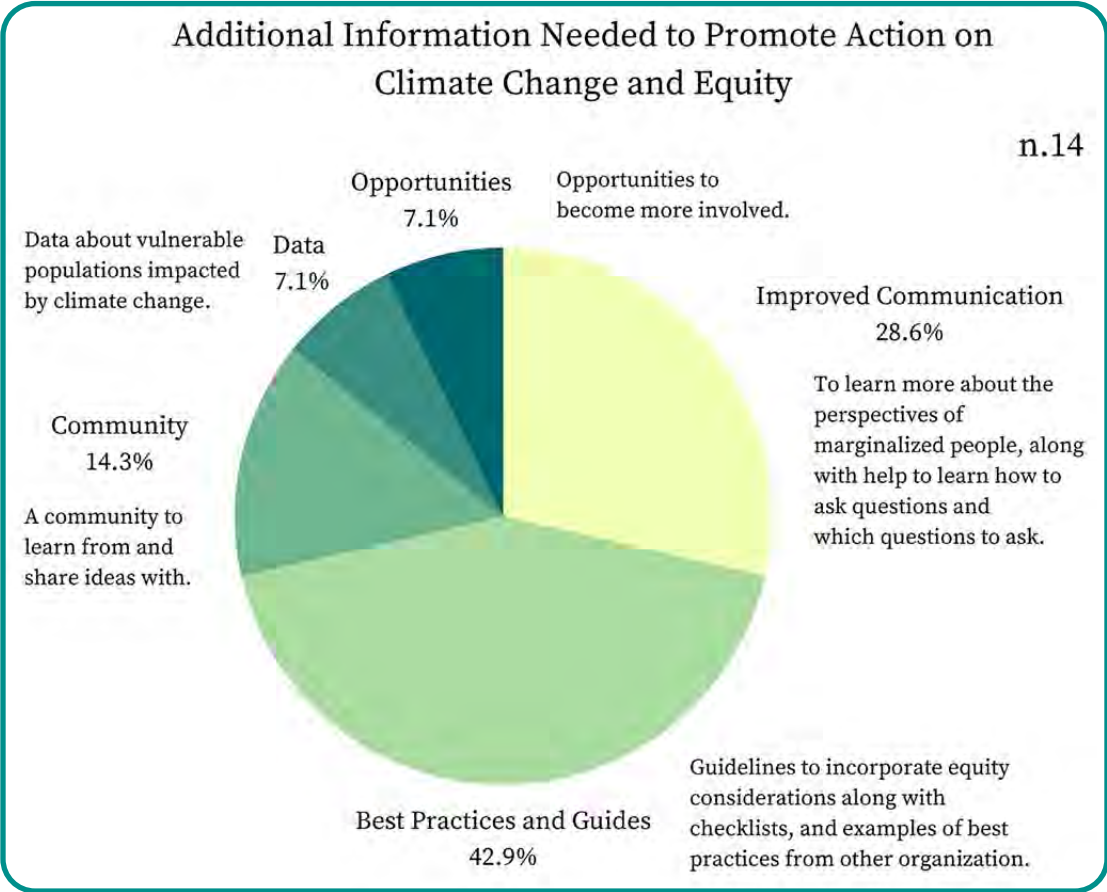 Additional Information Needed to Promote Action on
Climate Change and Equity
n.14
Opportunities
7.1%
Opportunities to
become more involved.
Data about vulnerable
populations impacted
by climate change.
Data
7.1%
Improved Communication
28.6%
To learn more about the
perspectives of
marginalized people, along
with help to learn how to
ask questions and
which questions to ask.
Community
14.3%
A community to
learn from and
share ideas with.
Best Practices and Guides
42.9%
Guidelines to incorporate equity
considerations along with
checklists, and examples of best
practices from other organization.